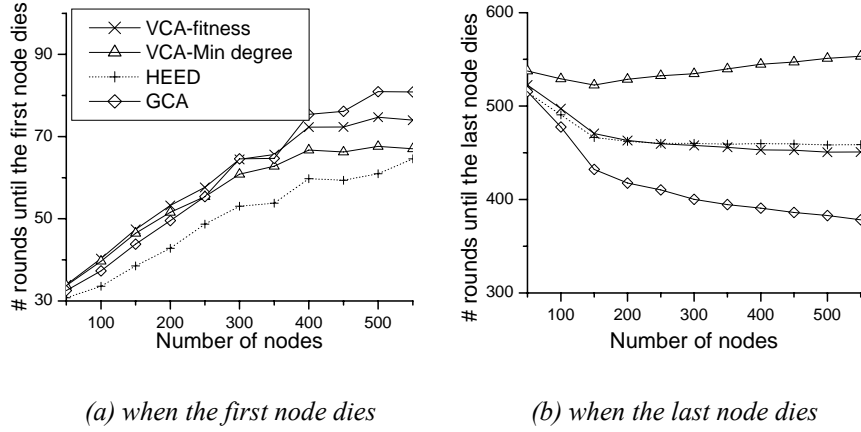 VCA-fitness
VCA-Min degree
HEED
GCA
# rounds until the first node dies
90
70
50
30
100 200 300 400 500
Number of nodes
(a) when the first node dies
# rounds until the last node dies
600
500
400
300
100 200 300 400 500
Number of nodes
(b) when the last node dies